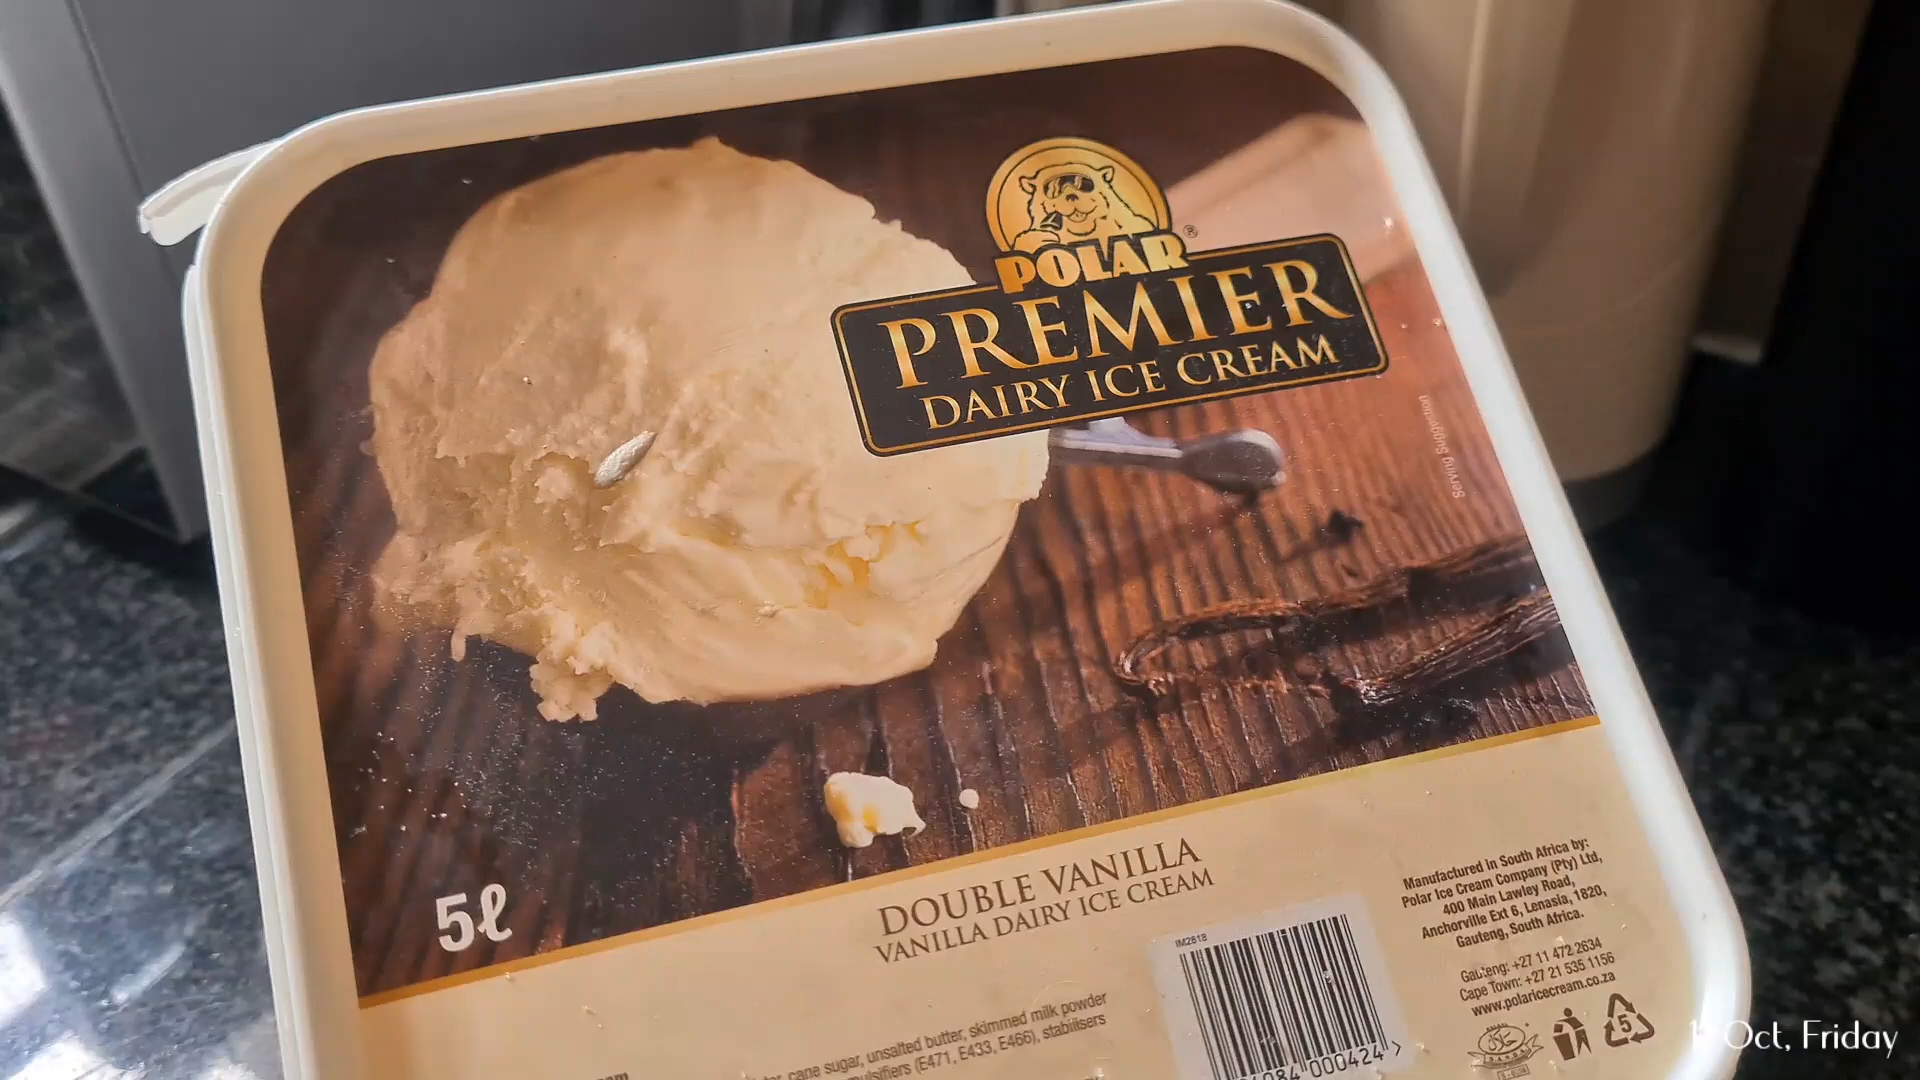 POLAR®
PREMIER
DAIRY ICE CREAM
Serving Suggestion
5ℓ
DOUBLE VANILLA
VANILLA DAIRY ICE CREAM
Manufactured in South Africa by:
Polar Ice Cream Company (Pty) Ltd,
400 Main Lawley Road,
Anchorville Ext 6, Lenasia, 1820,
Gauteng, South Africa.
Gauteng: +27 11 472 2634
Cape Town: +27 21 535 1156
www.polaricecream.co.za
IM2818
cane sugar, unsalted butter, skimmed milk powder
(E471, E433, E466), stabilisers
000424
5
Oct, Friday